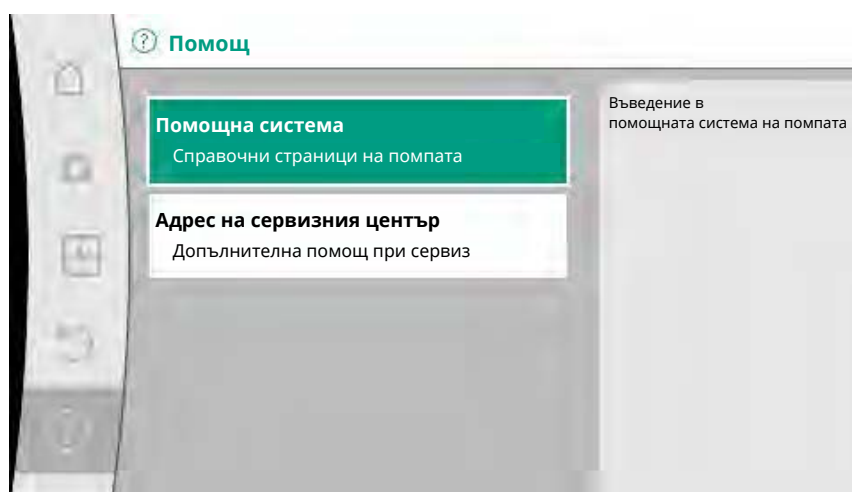 Помощ
Помощна система
Справочни страници на помпата
Адрес на сервизния център
Допълнителна помощ при сервиз
Въведение в
помощната система на помпата